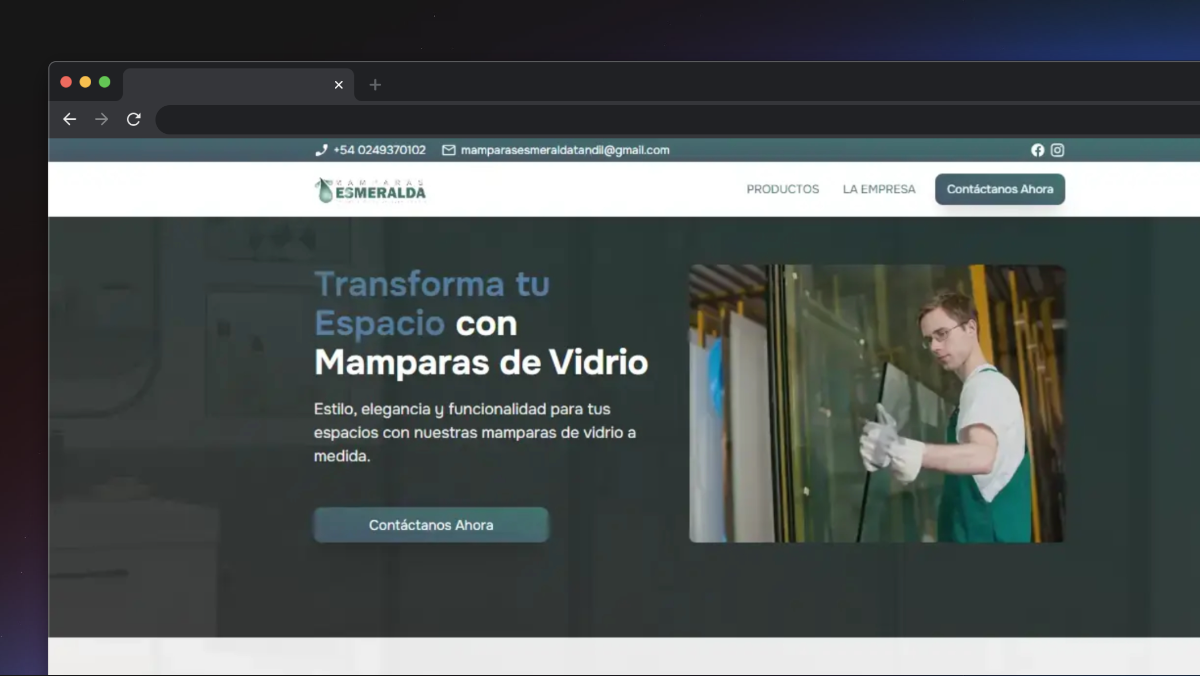 +54 0249370102 mamparasesmeraldatandil@gmail.com
MAMPARAS
ESMERALDA
PRODUCTOS LA EMPRESA Contáctanos Ahora
Transforma tu
Espacio con
Mamparas de Vidrio
Estilo, elegancia y funcionalidad para tus
espacios con nuestras mamparas de vidrio a
medida.
Contáctanos Ahora